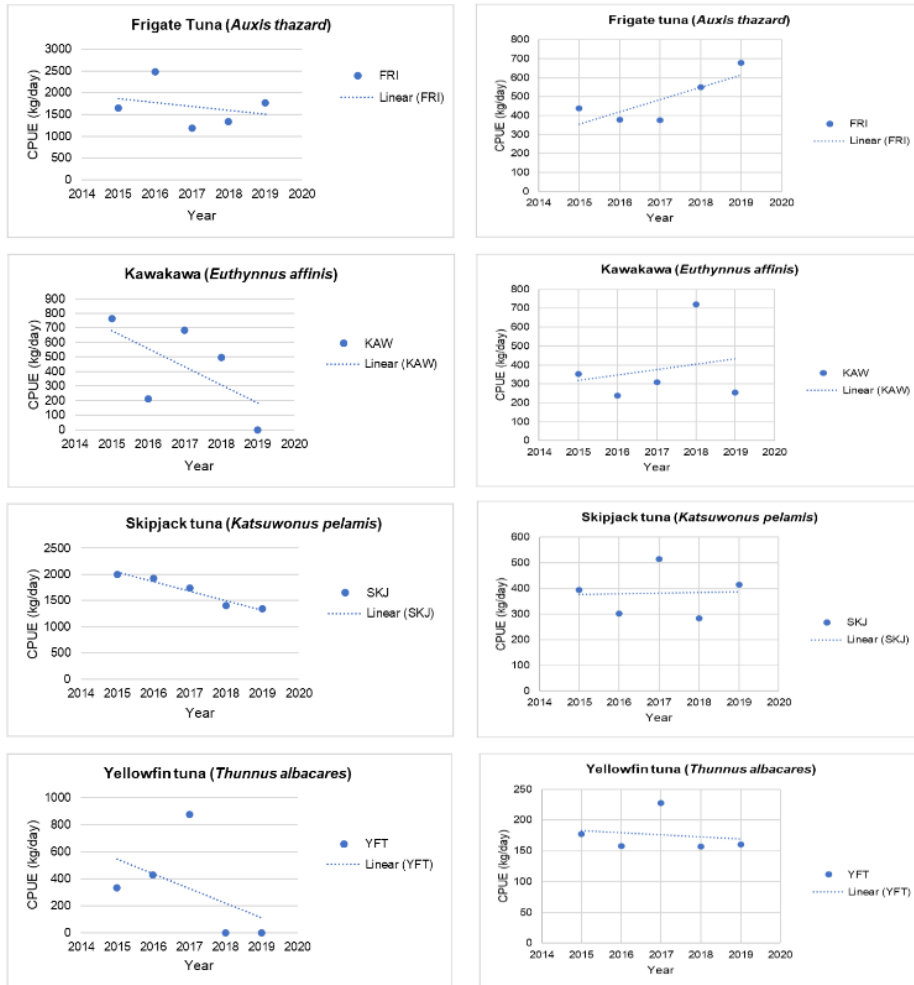 Frigate Tuna (Auxis thazard)
3000
2500
2000
1500
1000
500
0
CPUE (kg/day)
2014 2015 2016 2017 2018 2019 2020
Year
FRI
Linear (FRI)
Frigate tuna (Auxis thazard)
800
700
600
500
400
300
200
100
0
CPUE (kg/day)
2014 2015 2016 2017 2018 2019 2020
Year
FRI
Linear (FRI)
Kawakawa (Euthynnus affinis)
900
800
700
600
500
400
300
200
100
0
CPUE (kg/day)
2014 2015 2016 2017 2018 2019 2020
Year
KAW
Linear (KAW)
Kawakawa (Euthynnus affinis)
800
700
600
500
400
300
200
100
0
CPUE (kg/day)
2014 2015 2016 2017 2018 2019 2020
Year
KAW
Linear (KAW)
Skipjack tuna (Katsuwonus pelamis)
2500
2000
1500
1000
500
0
CPUE (kg/day)
2014 2015 2016 2017 2018 2019 2020
Year
SKJ
Linear (SKJ)
Skipjack tuna (Katsuwonus pelamis)
600
500
400
300
200
100
0
CPUE (kg/day)
2014 2015 2016 2017 2018 2019 2020
Year
SKJ
Linear (SKJ)
Yellowfin tuna (Thunnus albacares)
1000
800
600
400
200
0
CPUE (kg/day)
2014 2015 2016 2017 2018 2019 2020
Year
YFT
Linear (YFT)
Yellowfin tuna (Thunnus albacares)
250
200
150
100
50
0
CPUE (kg/day)
2014 2015 2016 2017 2018 2019 2020
Year
YFT
Linear (YFT)